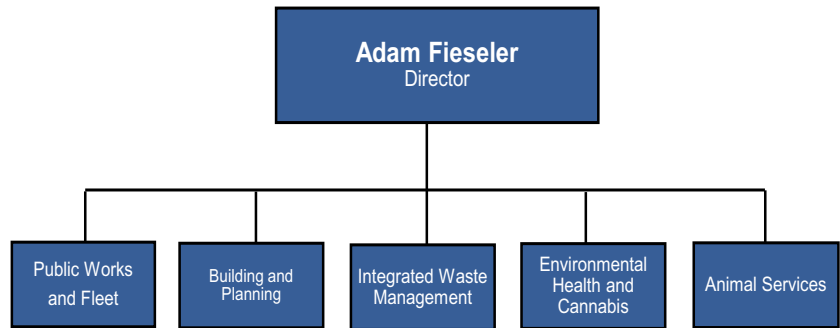 Adam Fieseler
Director
Public Works
and Fleet
Building and
Planning
Integrated Waste
Management
Environmental
Health and
Cannabis
Animal Services